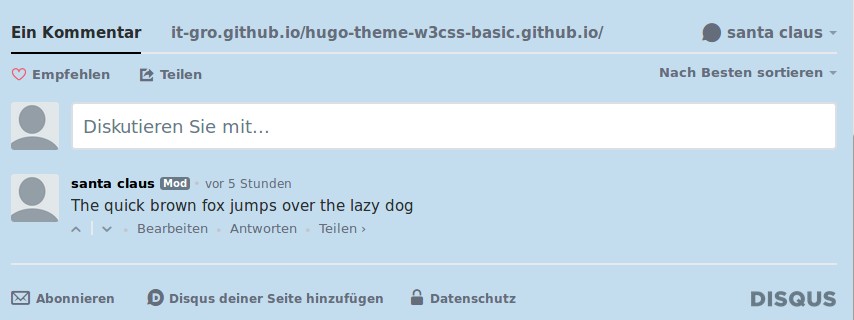 Ein Kommentar it-gro.github.io/hugo-theme-w3css-basic.github.io/ santa claus
Empfehlen Teilen Nach Besten sortieren
Diskutieren Sie mit...
santa claus Mod • vor 5 Stunden
The quick brown fox jumps over the lazy dog
• Bearbeiten • Antworten • Teilen ›
Abonnieren D Disqus deiner Seite hinzufügen Datenschutz DISQUS